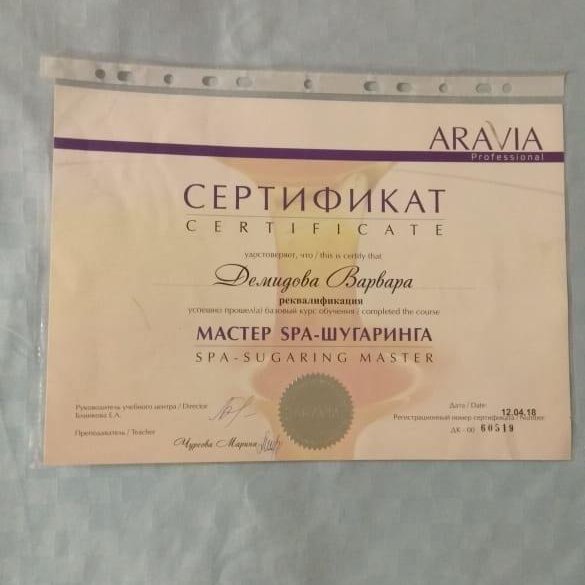 ARAVIA
Professional
СЕРТИФИКАТ
CERTIFICATE
удостоверяет, что / this is certify that
Демидова Варвара
реквалификация
успешно прошел(а) базовый курс обучения / completed the course
МАСТЕР SPA-ШУГАРИНГА
SPA-SUGARING MASTER
ARAVIA
Руководитель учебного центра / Director
Е.А.
Преподаватель / Teacher
Чурсова Марина
Дата / Date:
12.04.18
Регистрационный номер сертификата / Number
ДК - 00 60519